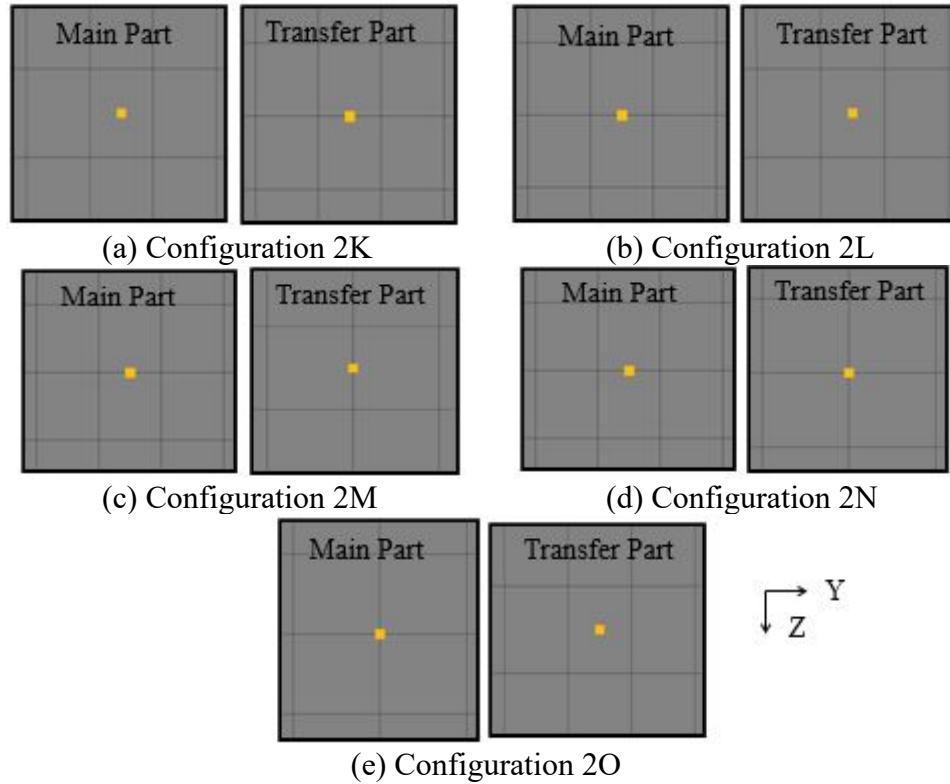 Main Part Transfer Part Main Part Transfer Part
(a) Configuration 2K (b) Configuration 2L
Main Part Transfer Part Main Part Transfer Part
(c) Configuration 2M (d) Configuration 2N
Main Part Transfer Part
Y
Z
(e) Configuration 2O